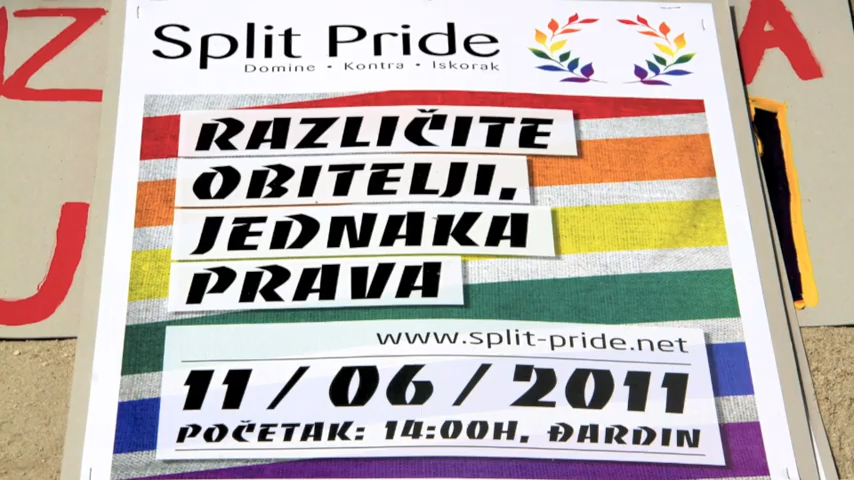 Split Pride
Domine • Kontra • Iskorak
RAZLIČITE
OBITELJI,
JEDNAKA
PRAVA
www.split-pride.net
11 / 06 / 2011
POČETAK: 14:00H, ĐARDIN